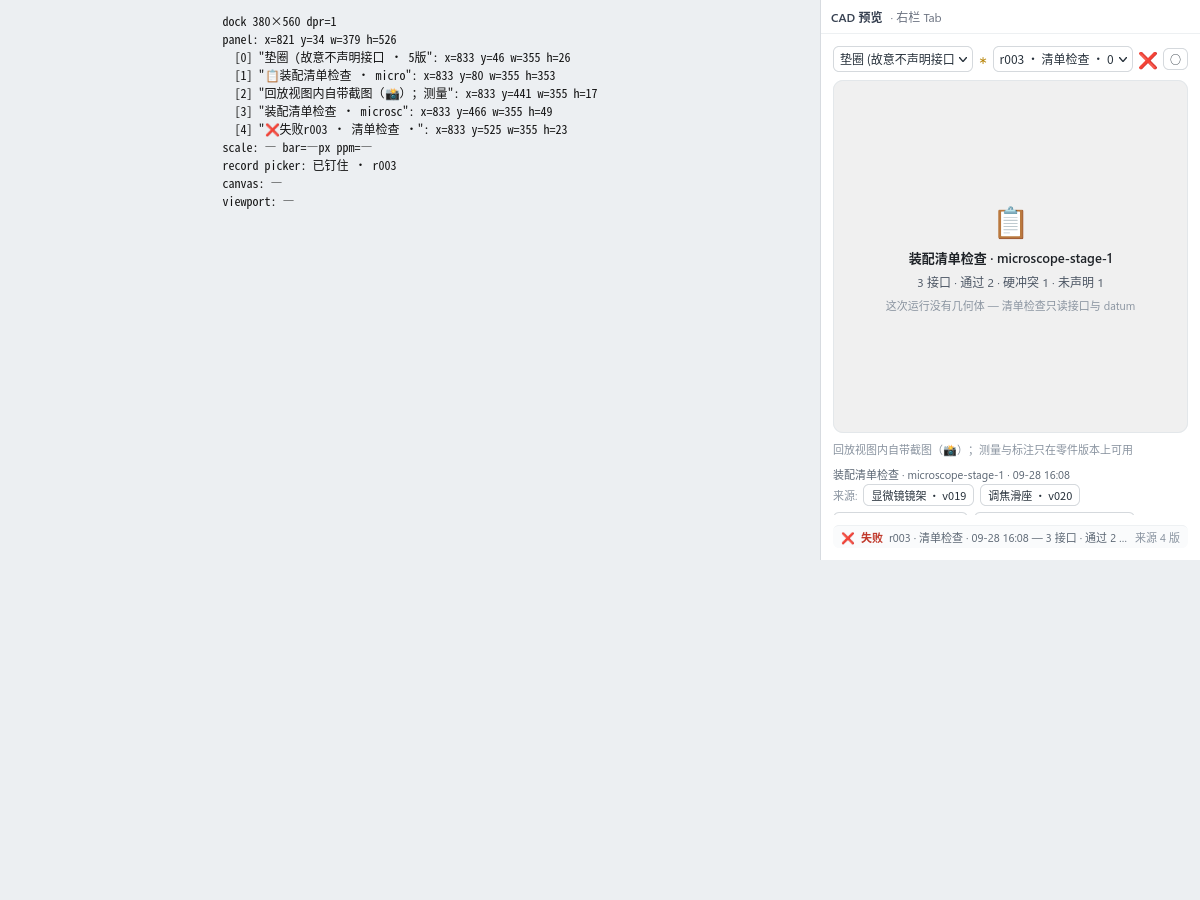 dock 380×560 dpr=1
panel: x=821 y=34 w=379 h=526
[0] "垫圈 (故意不声明接口 · 5版": x=833 y=46 w=355 h=26
[1] "📋装配清单检查 · micro": x=833 y=80 w=355 h=353
[2] "回放视图内自带截图（📸）；测量": x=833 y=441 w=355 h=17
[3] "装配清单检查 · microsc": x=833 y=466 w=355 h=49
[4] "❌失败r003 · 清单检查 ·": x=833 y=525 w=355 h=23
scale: — bar=—px ppm=—
record picker: 已钉住 · r003
canvas: —
viewport: —
CAD 预览 · 右栏 Tab
垫圈 (故意不声明接口 * r003 · 清单检查 · 0 ❌
📋
装配清单检查 · microscope-stage-1
3 接口 · 通过 2 · 硬冲突 1 · 未声明 1
这次运行没有几何体 — 清单检查只读接口与 datum
回放视图内自带截图（📸）；测量与标注只在零件版本上可用
装配清单检查 · microscope-stage-1 · 09-28 16:08
来源: 显微镜镜架 · v019 调焦滑座 · v020
❌ 失败 r003 · 清单检查 · 09-28 16:08 — 3 接口 · 通过 2 ... 来源 4 版